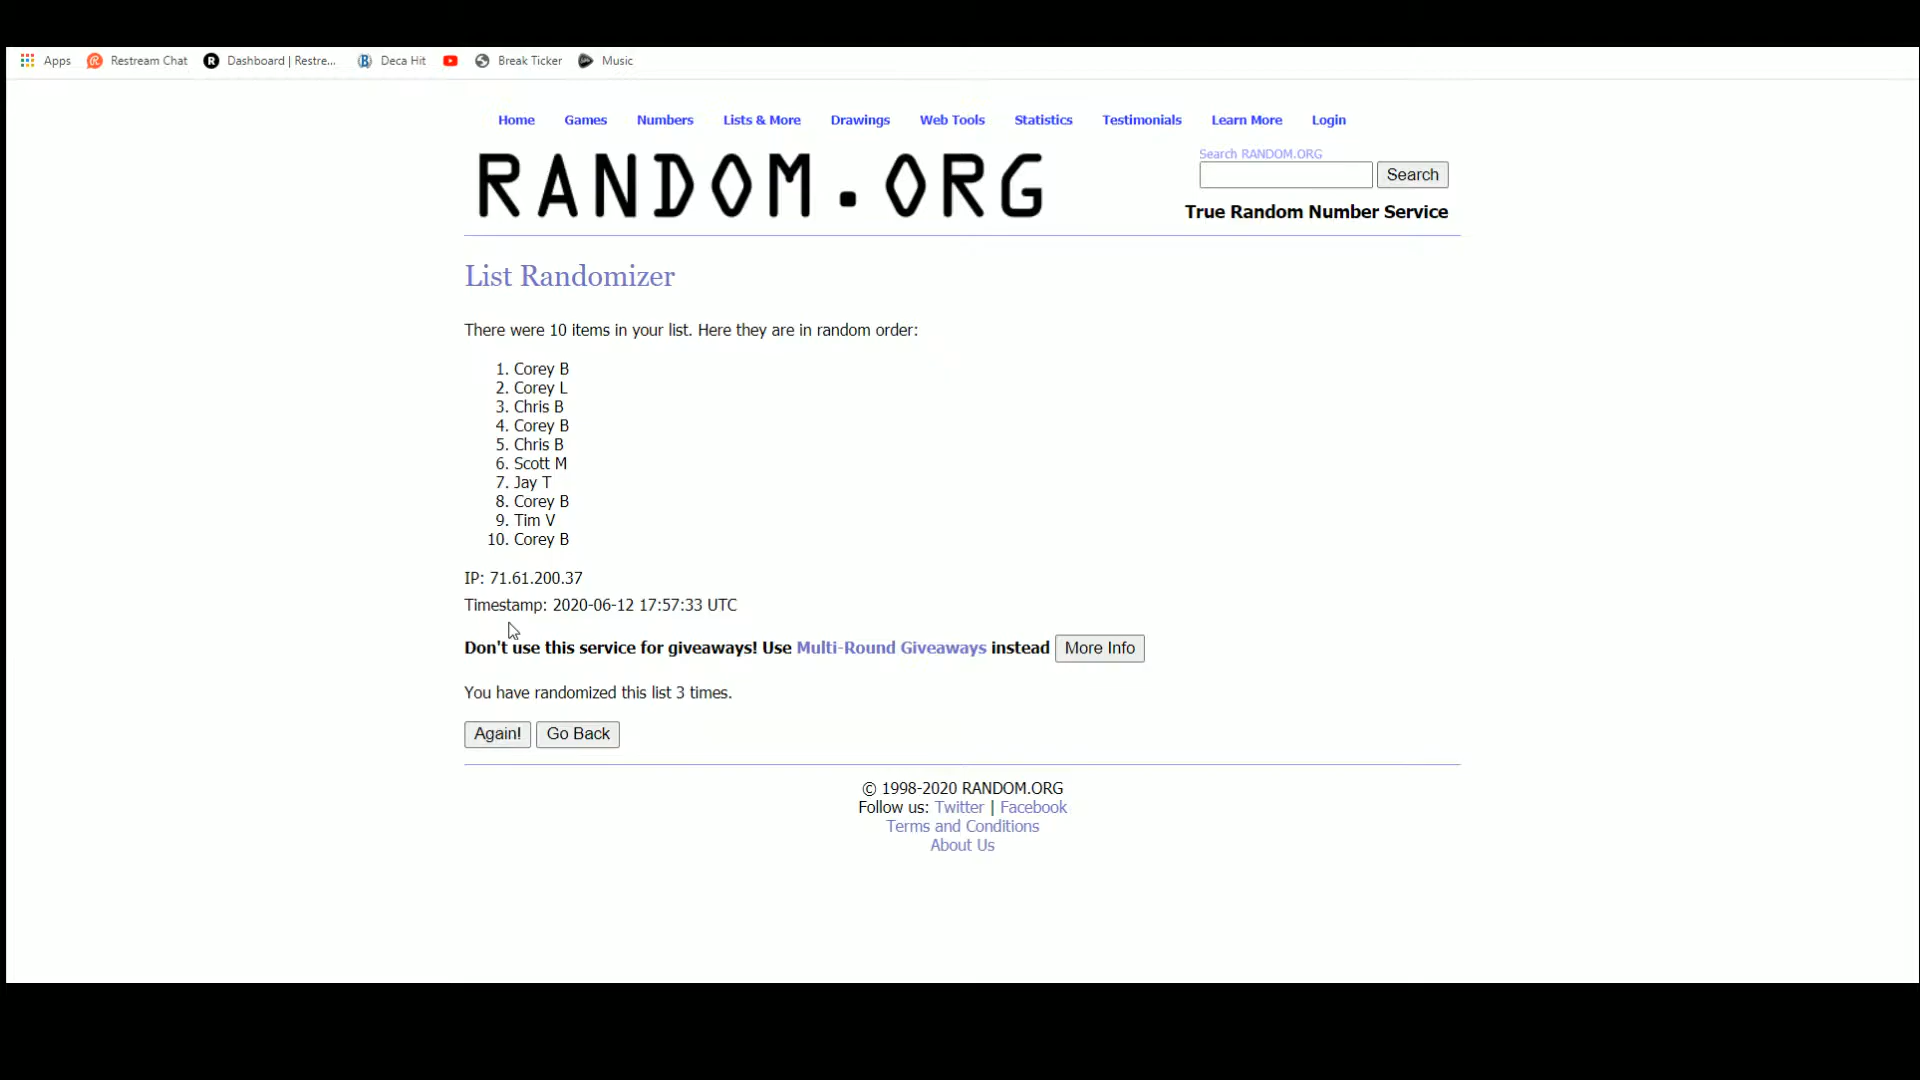 Apps Restream Chat Dashboard | Restre... Deca Hit Break Ticker Music
Home Games Numbers Lists & More Drawings Web Tools Statistics Testimonials Learn More Login
RANDOM.ORG
Search RANDOM.ORG
Search
True Random Number Service
List Randomizer
There were 10 items in your list. Here they are in random order:
1. Corey B
2. Corey L
3. Chris B
4. Corey B
5. Chris B
6. Scott M
7. Jay T
8. Corey B
9. Tim V
10. Corey B
IP: 71.61.200.37
Timestamp: 2020-06-12 17:57:33 UTC
Don't use this service for giveaways! Use Multi-Round Giveaways instead More Info
You have randomized this list 3 times.
Again! Go Back
© 1998-2020 RANDOM.ORG
Follow us: Twitter | Facebook
Terms and Conditions
About Us